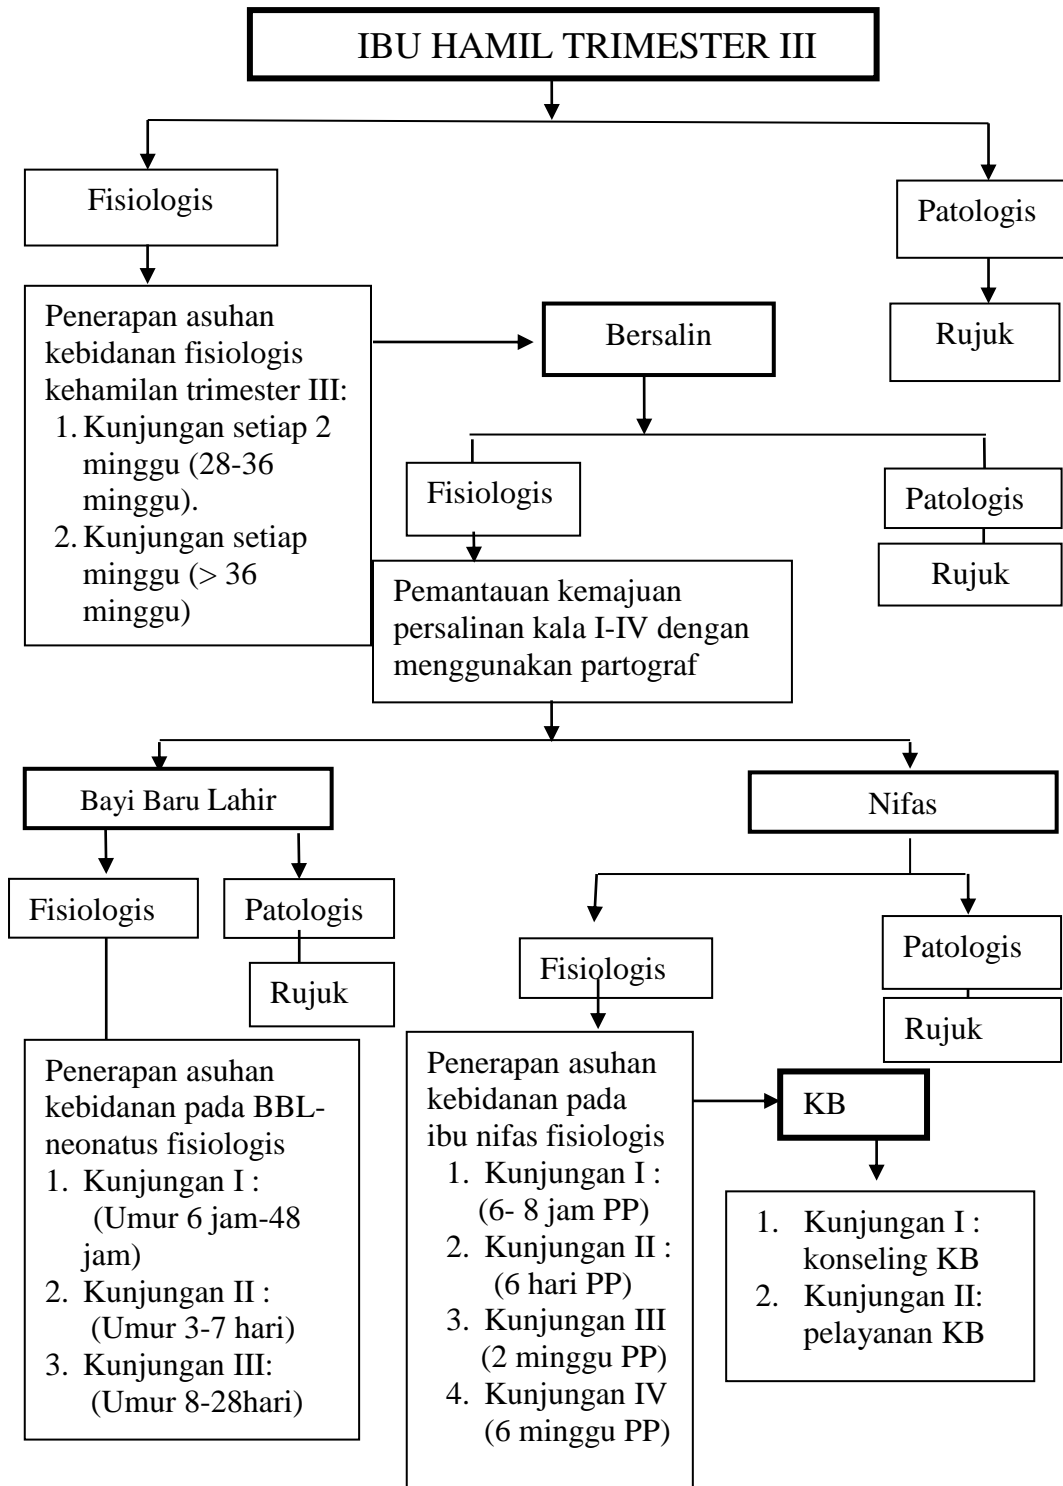 IBU HAMIL TRIMESTER III
Fisiologis
Patologis
Penerapan asuhan
kebidanan fisiologis
kehamilan trimester III:
1. Kunjungan setiap 2
minggu (28-36
minggu).
2. Kunjungan setiap
minggu (> 36
minggu)
Bersalin
Rujuk
Fisiologis
Patologis
Rujuk
Pemantauan kemajuan
persalinan kala I-IV dengan
menggunakan partograf
Bayi Baru Lahir
Nifas
Fisiologis
Patologis
Rujuk
Fisiologis
Patologis
Rujuk
Penerapan asuhan
kebidanan pada BBL-
neonatus fisiologis
1. Kunjungan I :
(Umur 6 jam-48
jam)
2. Kunjungan II :
(Umur 3-7 hari)
3. Kunjungan III:
(Umur 8-28hari)
Penerapan asuhan
kebidanan pada
ibu nifas fisiologis
1. Kunjungan I :
(6- 8 jam PP)
2. Kunjungan II :
(6 hari PP)
3. Kunjungan III
(2 minggu PP)
4. Kunjungan IV
(6 minggu PP)
KB
1. Kunjungan I :
konseling KB
2. Kunjungan II:
pelayanan KB